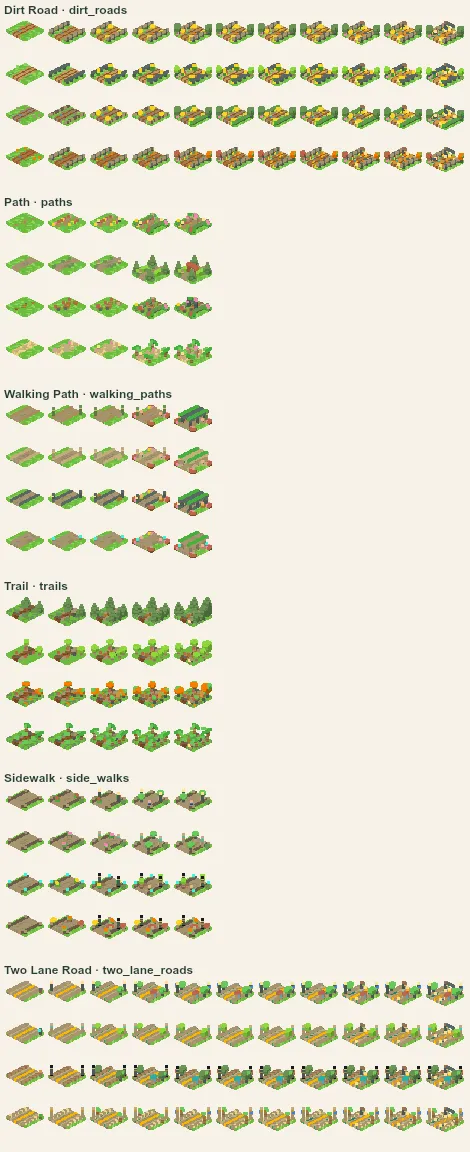 Dirt Road · dirt_roads
Path · paths
Walking Path · walking_paths
Trail · trails
Sidewalk · side_walks
Two Lane Road · two_lane_roads